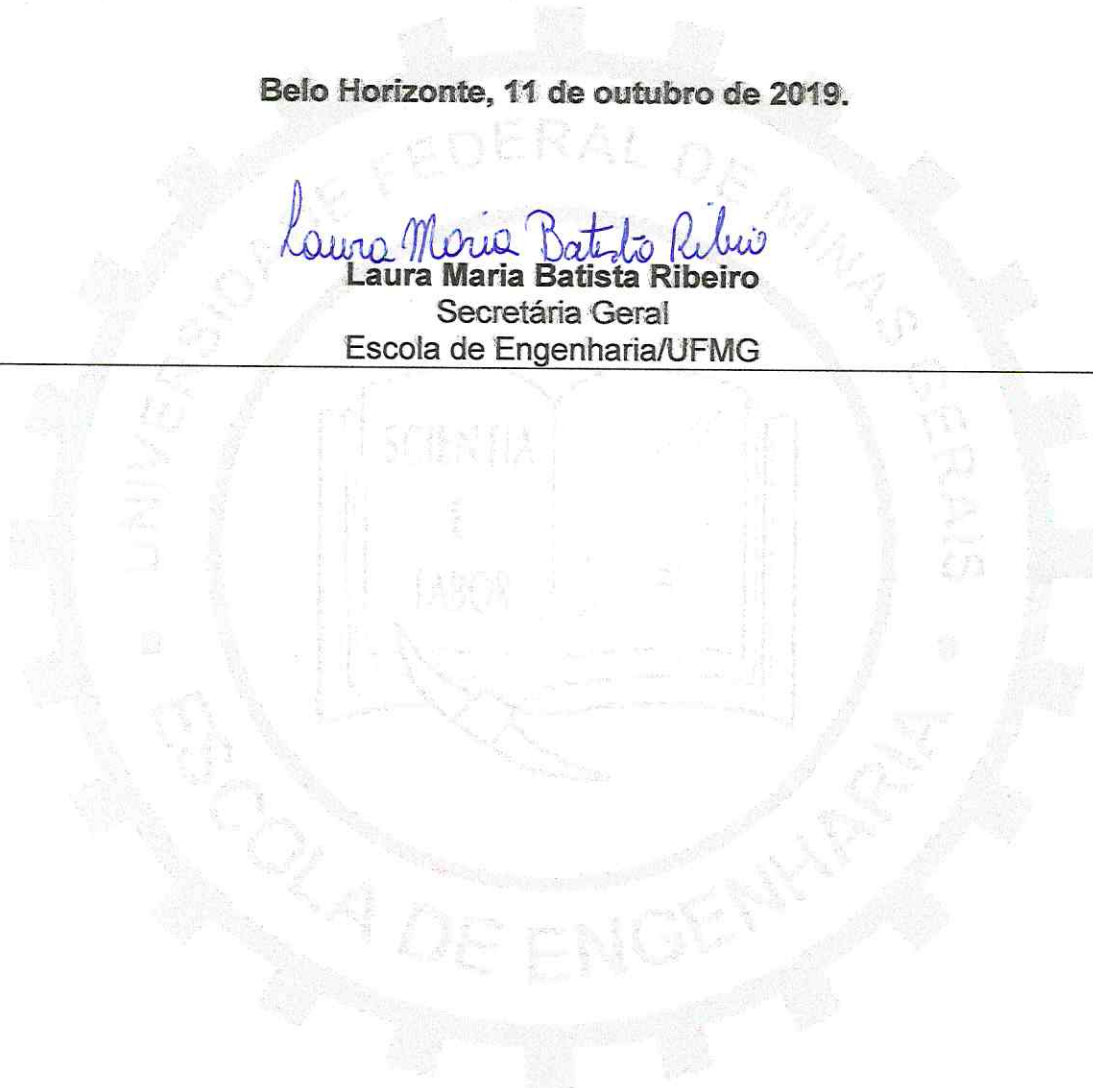 Belo Horizonte, 11 de outubro de 2019.
UNIVERSIDADE FEDERAL DE MINAS GERAIS
Laura Maria Batista Ribeiro
Laura Maria Batista Ribeiro
Secretária Geral
Escola de Engenharia/UFMG
SCIENTIA
E
LABOR
ESCOLA DE ENGENHARIA